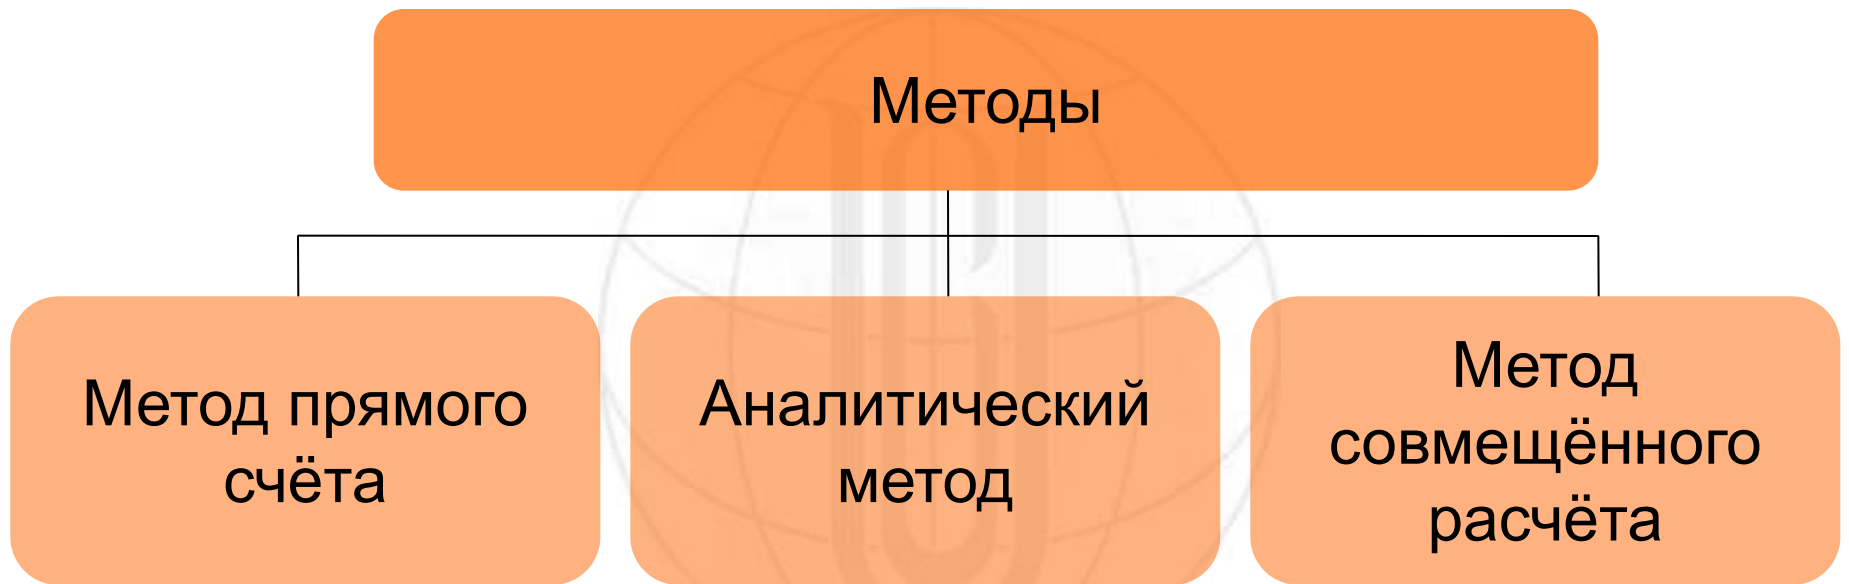 Методы
Метод прямого
счёта
Аналитический
метод
Метод
совмещённого
расчёта